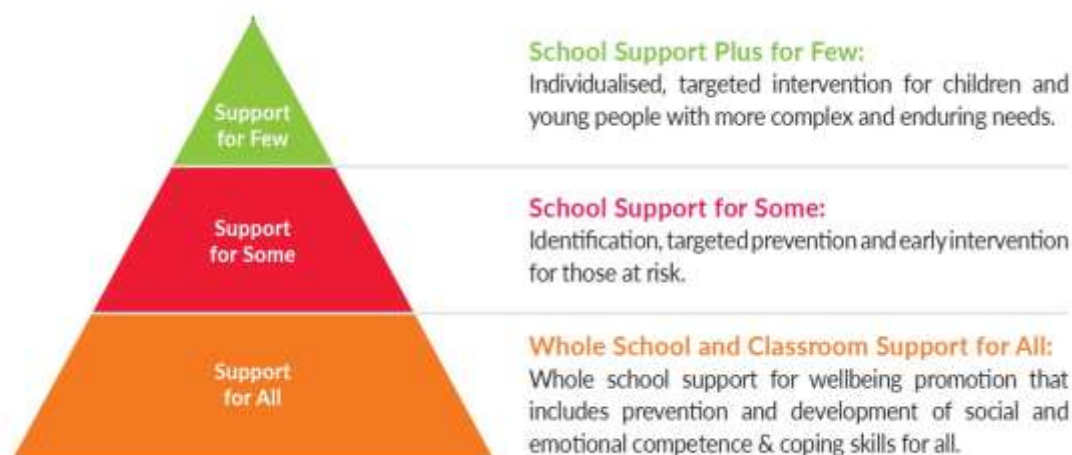 Support
for Few
School Support Plus for Few:
Individualised, targeted intervention for children and
young people with more complex and enduring needs.
Support
for Some
School Support for Some:
Identification, targeted prevention and early intervention
for those at risk.
Support
for All
Whole School and Classroom Support for All:
Whole school support for wellbeing promotion that
includes prevention and development of social and
emotional competence & coping skills for all.